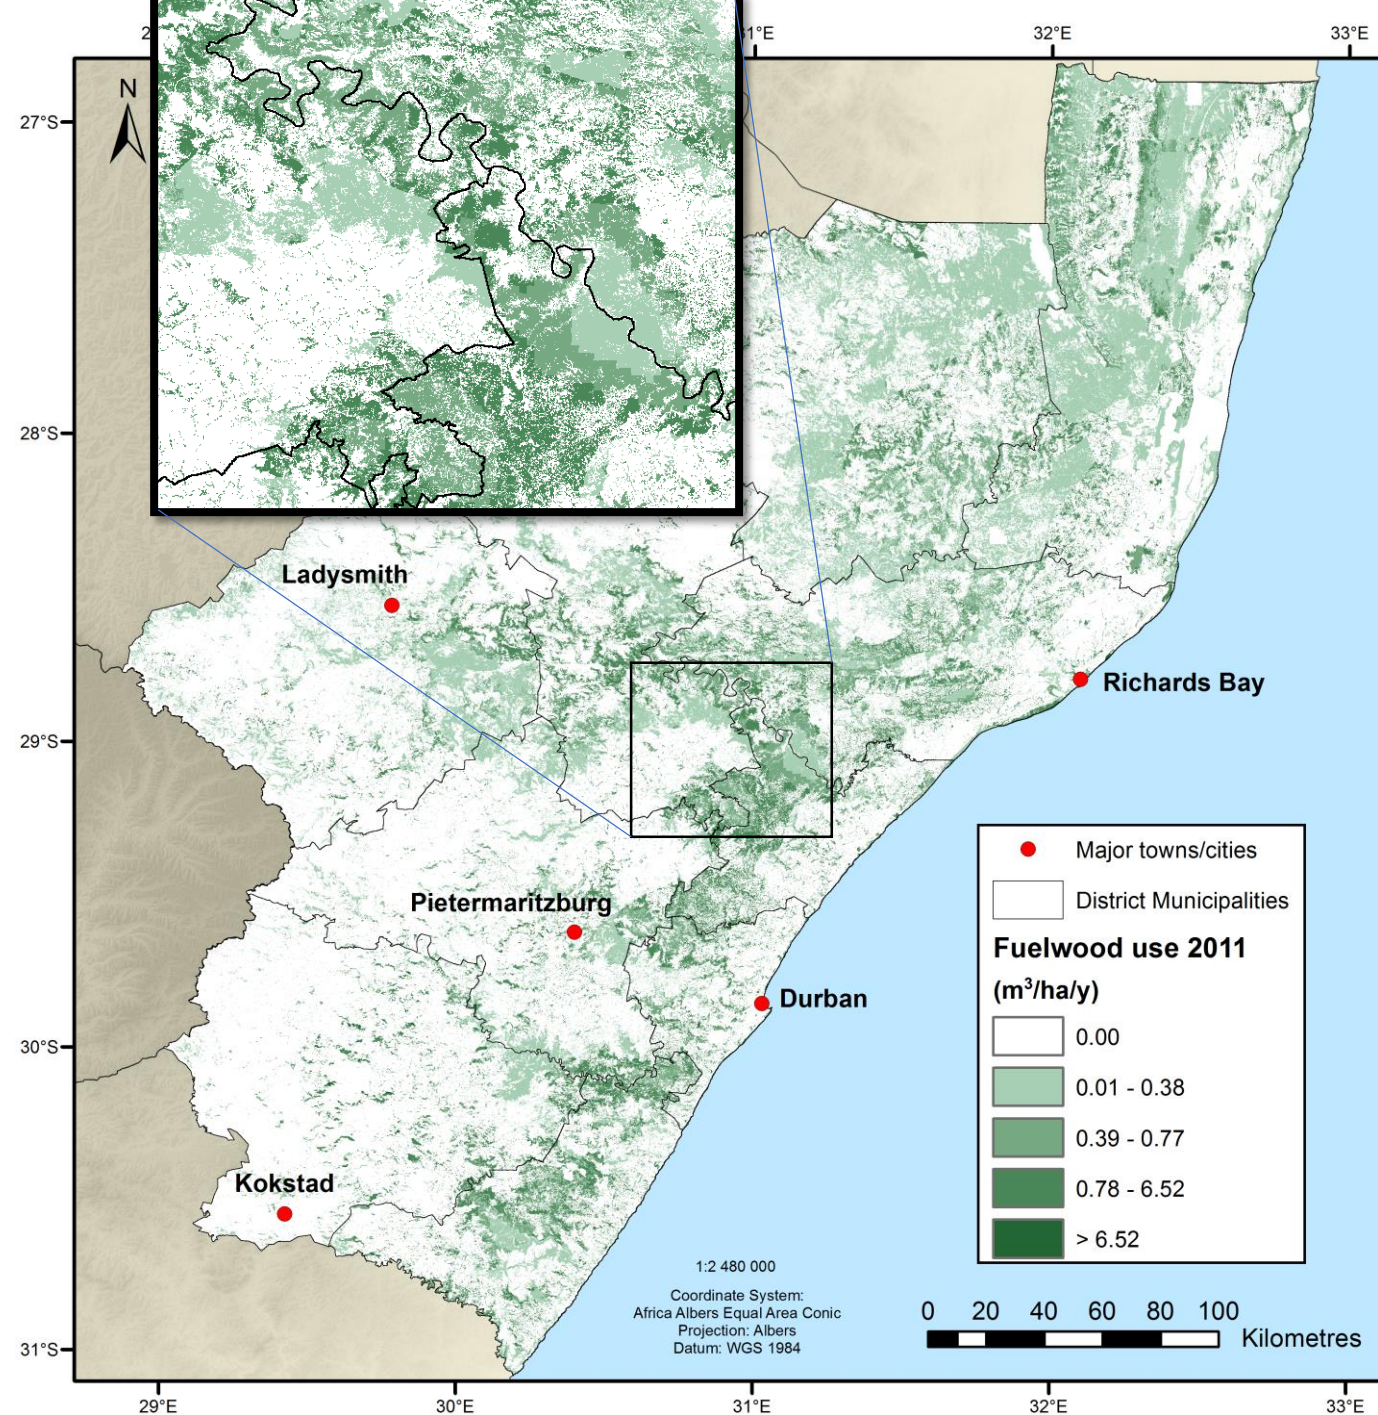 2
1°E
32°E
33°E
N
27°S
28°S
Ladysmith
Richards Bay
29°S
Major towns/cities
Pietermaritzburg
District Municipalities
Fuelwood use 2011
(m³/ha/y)
Durban
0.00
30°S
0.01 - 0.38
0.39 - 0.77
Kokstad
0.78 - 6.52
> 6.52
1:2 480 000
Coordinate System:
Africa Albers Equal Area Conic
Projection: Albers
Datum: WGS 1984
0 20 40 60 80 100
Kilometres
31°S
29°E
30°E
31°E
32°E
33°E